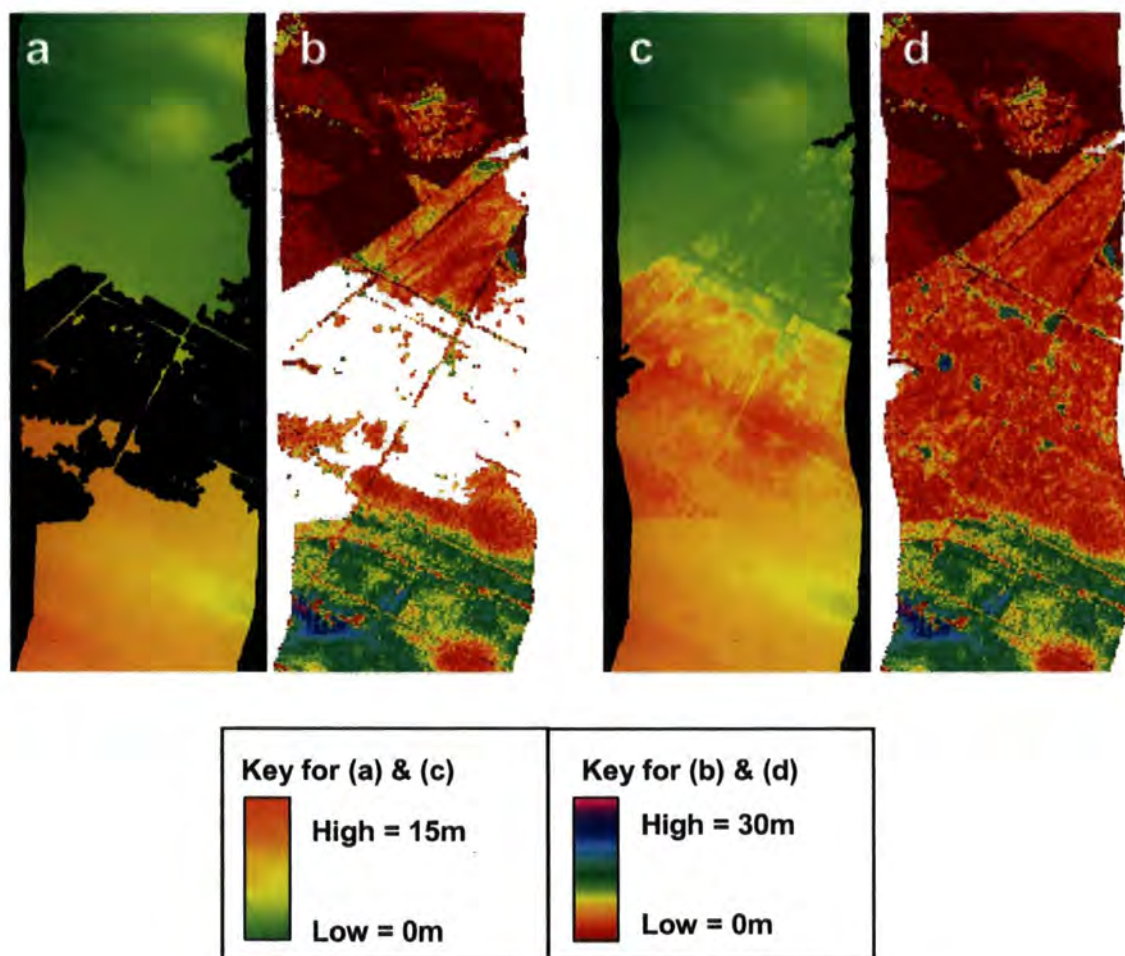 a b c d
Key for (a) & (c) Key for (b) & (d)
High = 15m High = 30m
Low = 0m Low = 0m